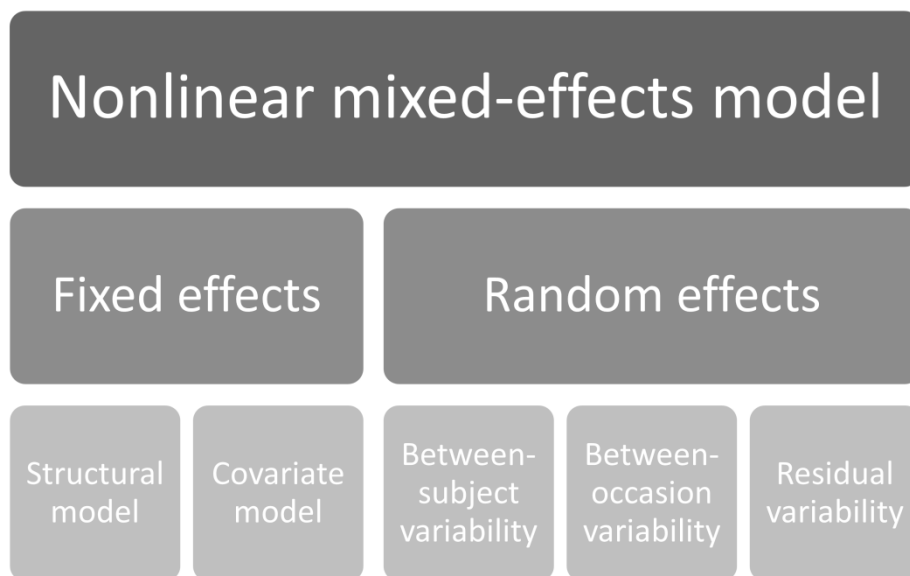 Nonlinear mixed-effects model
Fixed effects
Random effects
Structural
model
Covariate
model
Between-
subject
variability
Between-
occasion
variability
Residual
variability